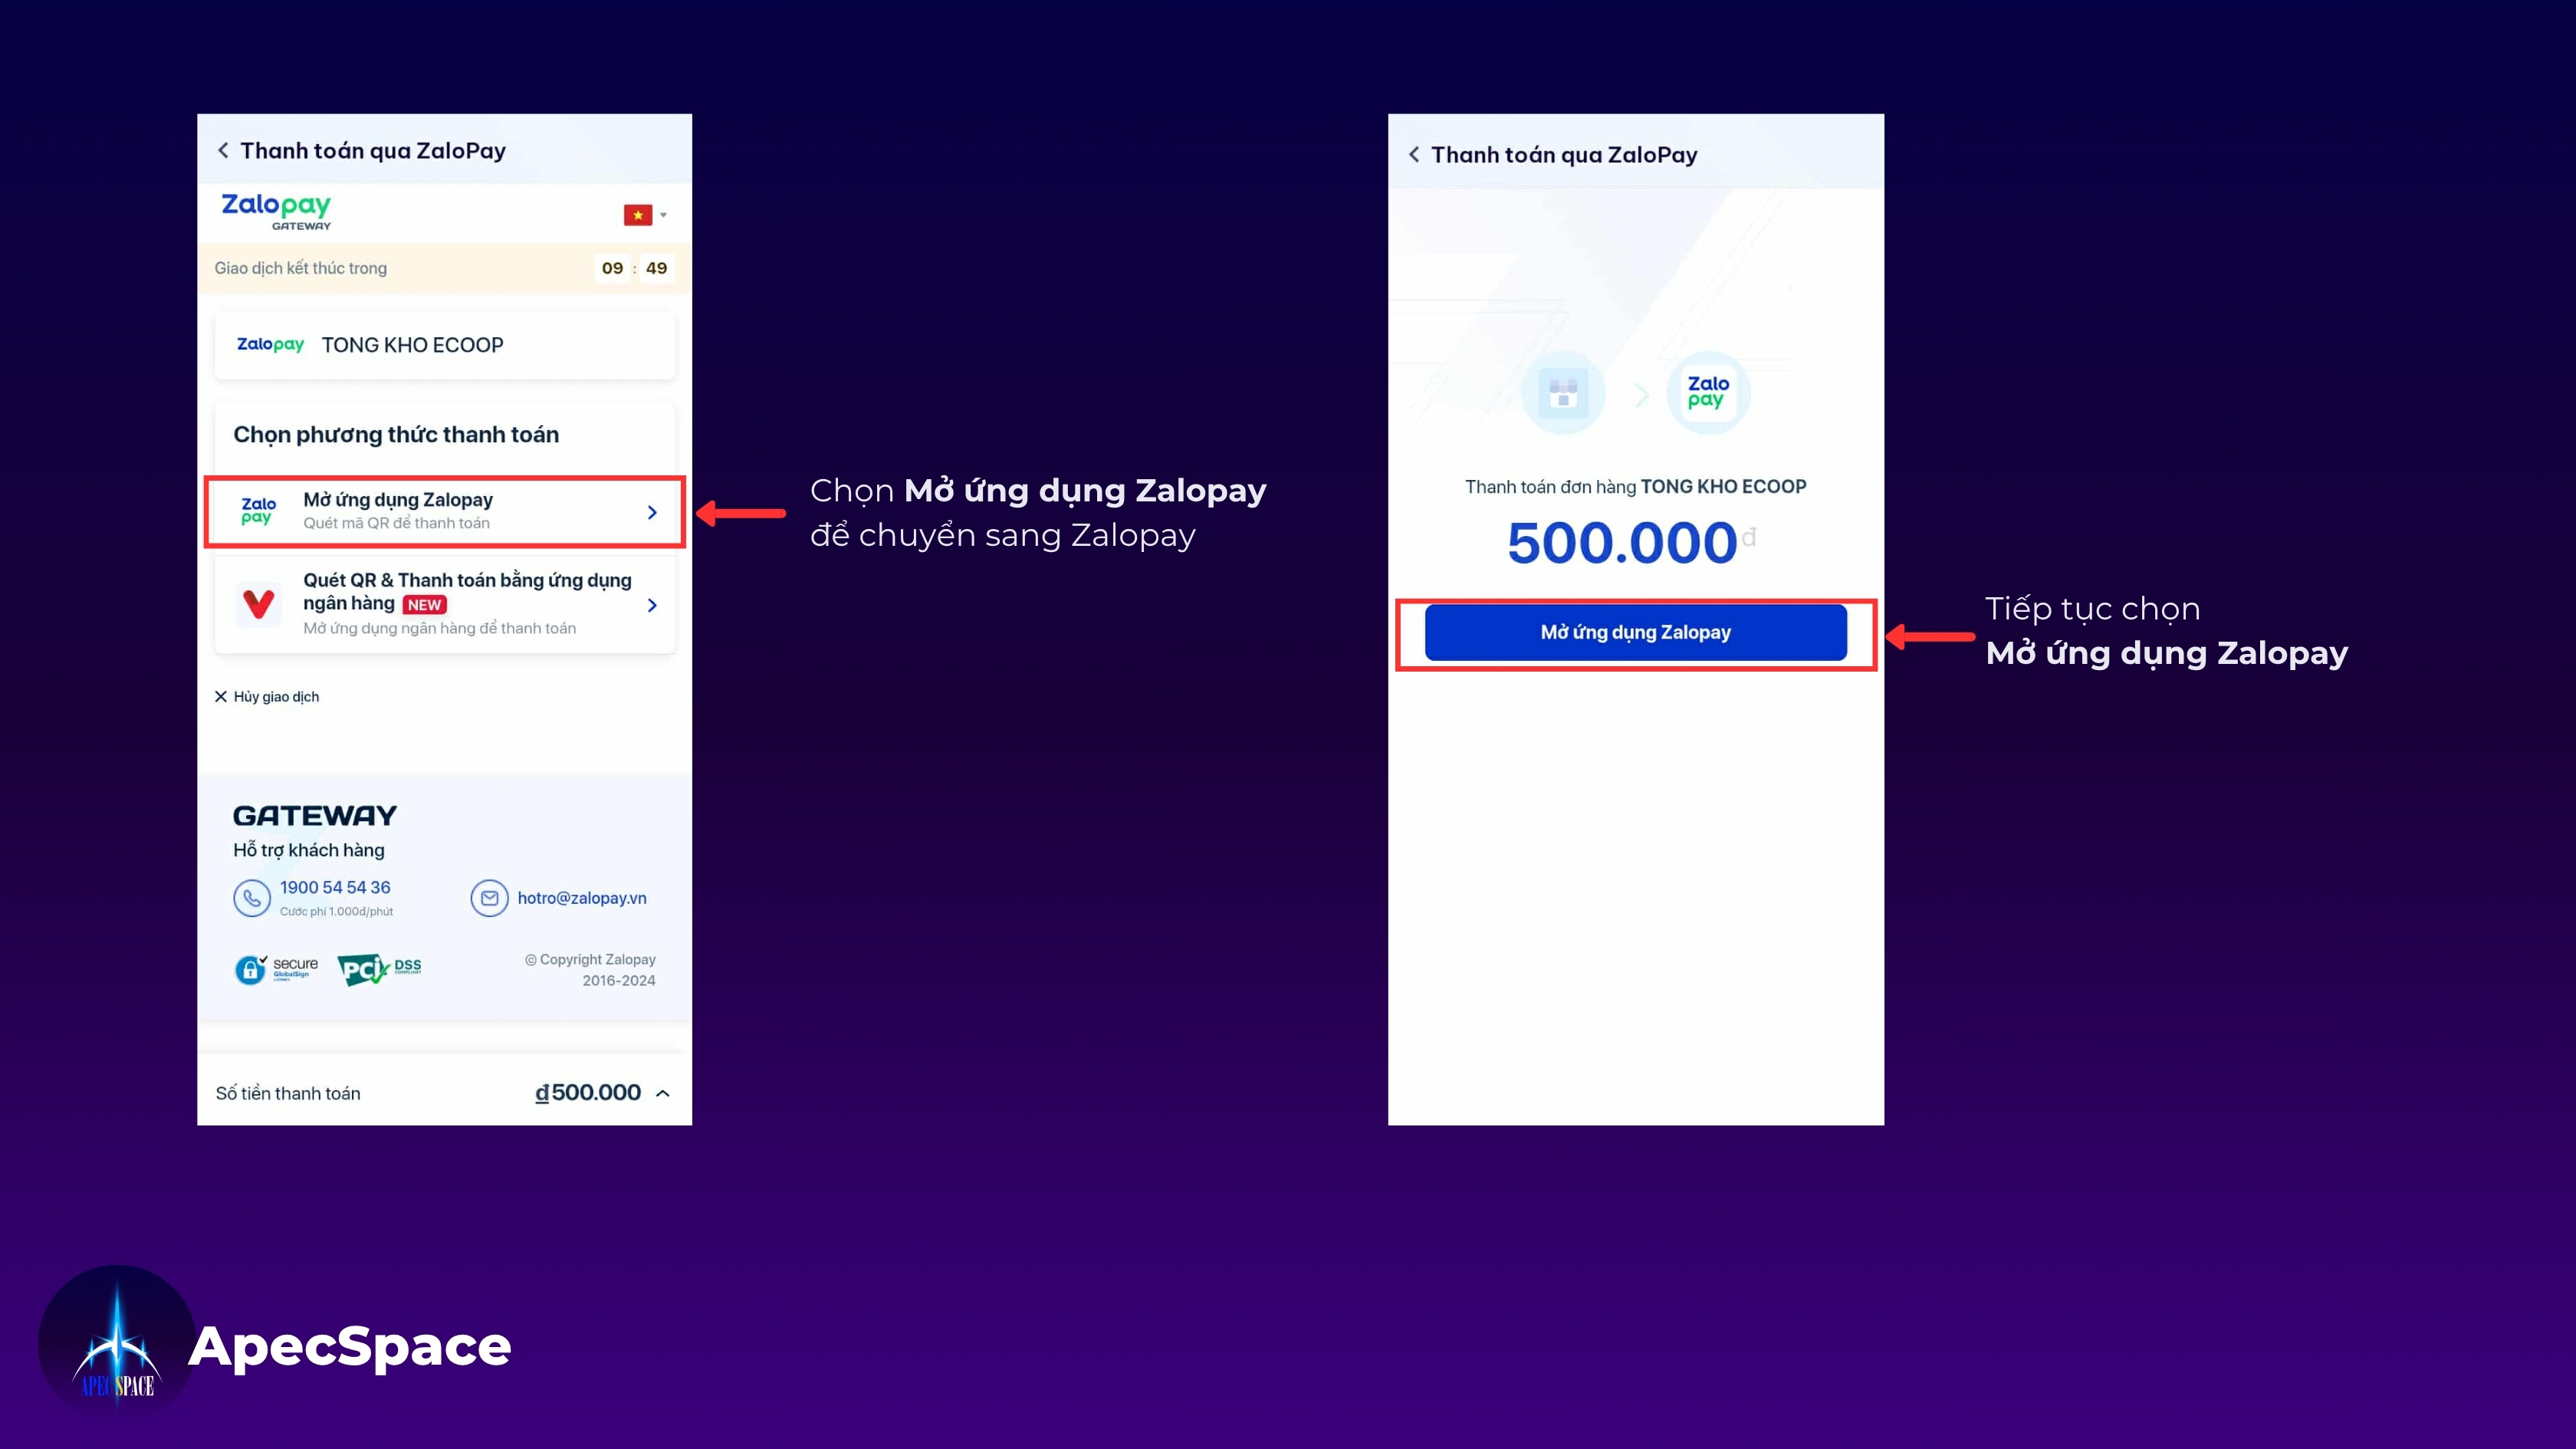 Thanh toán qua ZaloPay
Zalopay
GATEWAY
Giao dịch kết thúc trong 09 : 49
Zalopay TONG KHO ECOOP
Chọn phương thức thanh toán
Zalo
pay
Mở ứng dụng Zalopay
Quét mã QR để thanh toán
Quét QR & Thanh toán bằng ứng dụng
ngân hàng NEW
Mở ứng dụng ngân hàng để thanh toán
Hủy giao dịch
GATEWAY
Hỗ trợ khách hàng
1900 54 54 36
Cước phí 1.000đ/phút
hotro@zalopay.vn
secure
GlobalSign
PCI DSS
COMPLIANT
© Copyright Zalopay
2016-2024
Số tiền thanh toán đ500.000
Chọn Mở ứng dụng Zalopay
để chuyển sang Zalopay
Thanh toán qua ZaloPay
Zalo
pay
Thanh toán đơn hàng TONG KHO ECOOP
500.000đ
Mở ứng dụng Zalopay
Tiếp tục chọn
Mở ứng dụng Zalopay
APECSPACE
ApecSpace